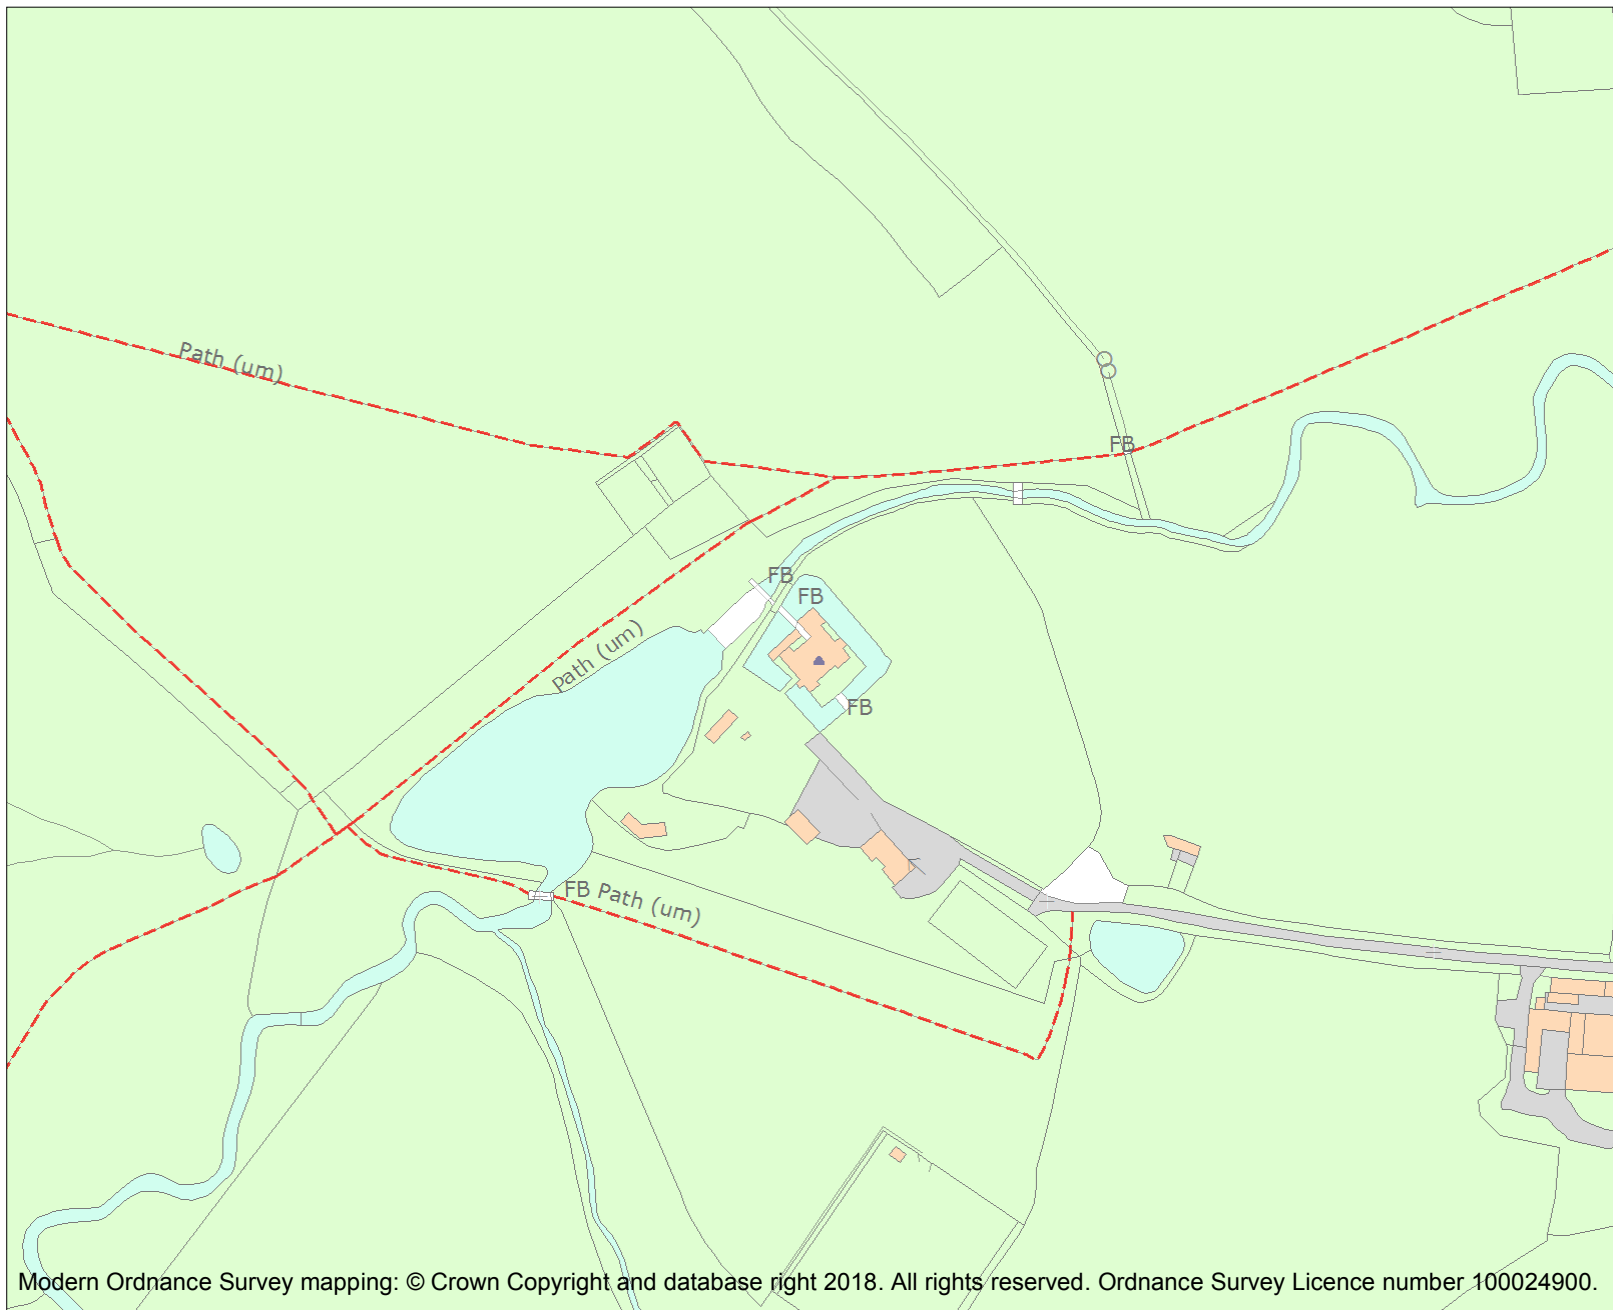 Path (um)
FB
FB
FB
Path (um)
FB
FB Path (um)
Modern Ordnance Survey mapping: © Crown Copyright and database right 2018. All rights reserved. Ordnance Survey Licence number 100024900.